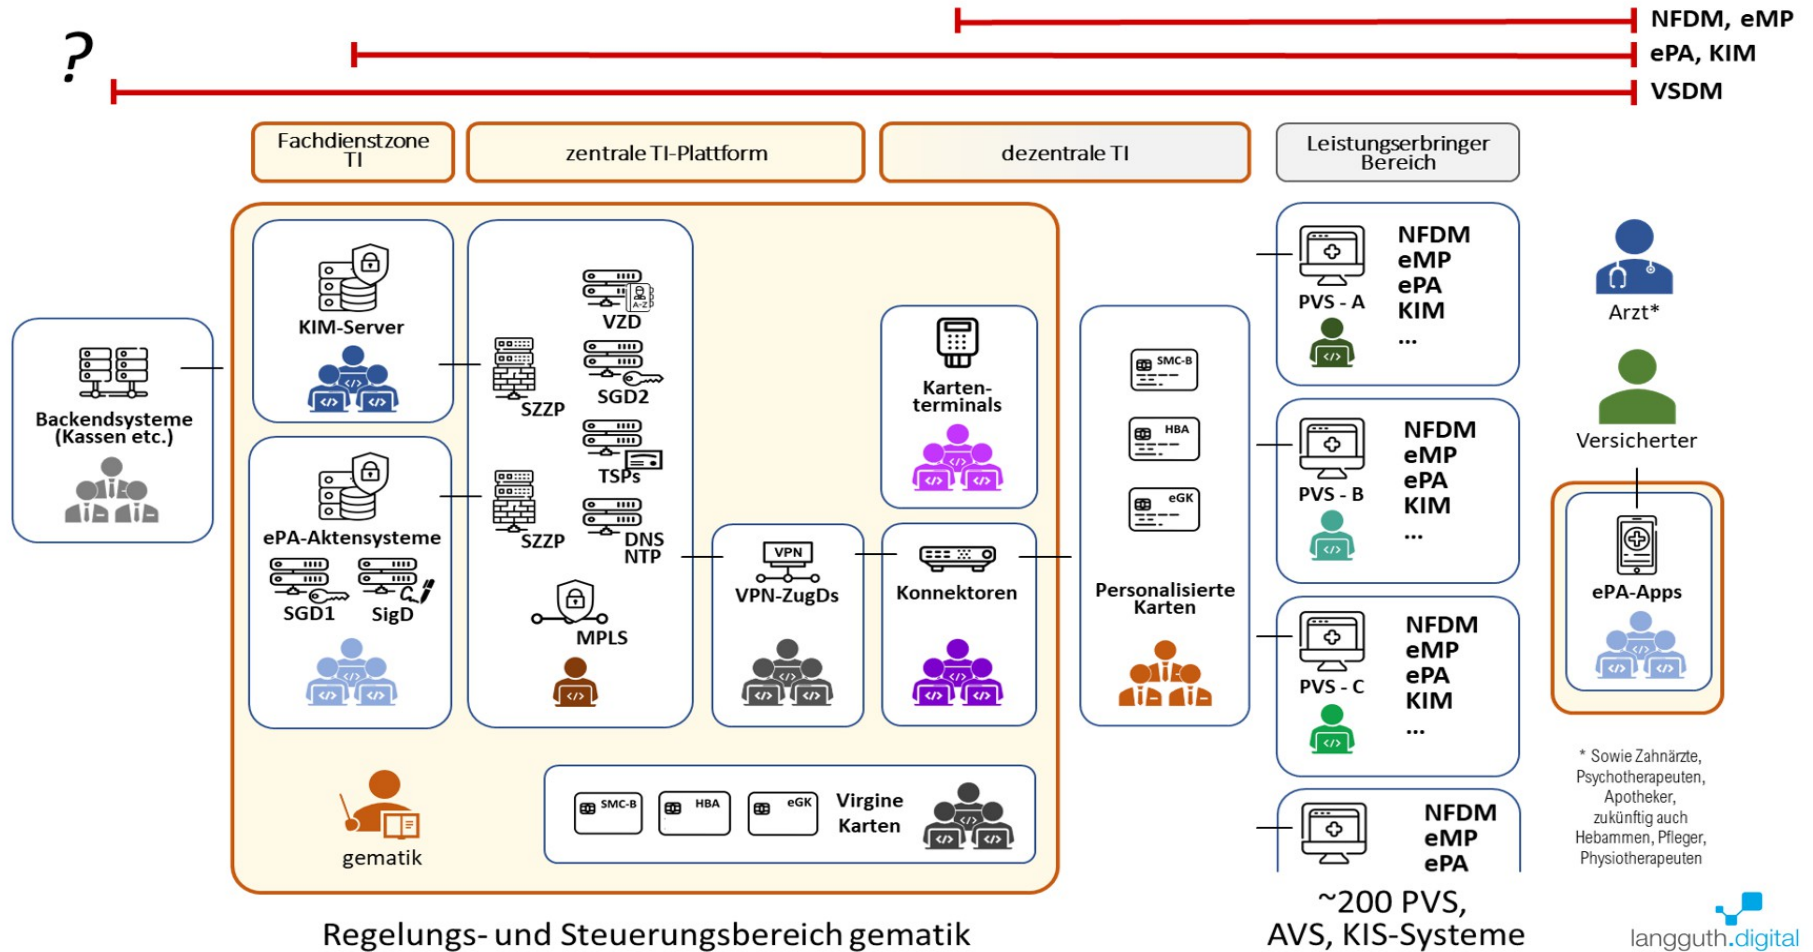 NFDM, eMP
?
ePA, KIM
VSDM
Fachdienstzone
TI
zentrale TI-Plattform
dezentrale TI
Leistungserbringer
Bereich
Backendsysteme
(Kassen etc.)
KIM-Server
ePA-Aktensysteme
SGD1
SigD
SZZP
SZZP
A-Z
VZD
SGD2
TSPs
DNS
NTP
MPLS
VPN
VPN-ZugDs
Karten-
terminals
Konnektoren
SMC-B
HBA
eGK
Personalisierte
Karten
PVS - A
NFDM
eMP
ePA
KIM
...
PVS - B
NFDM
eMP
ePA
KIM
...
PVS - C
NFDM
eMP
ePA
KIM
...
NFDM
eMP
ePA
Arzt*
Versicherter
ePA-Apps
* Sowie Zahnärzte,
Psychotherapeuten,
Apotheker,
zukünftig auch
Hebammen, Pfleger,
Physiotherapeuten
gematik
SMC-B
HBA
eGK
Virgine
Karten
Regelungs- und Steuerungsbereich gematik
~200 PVS,
AVS, KIS-Systeme
langguth.digital